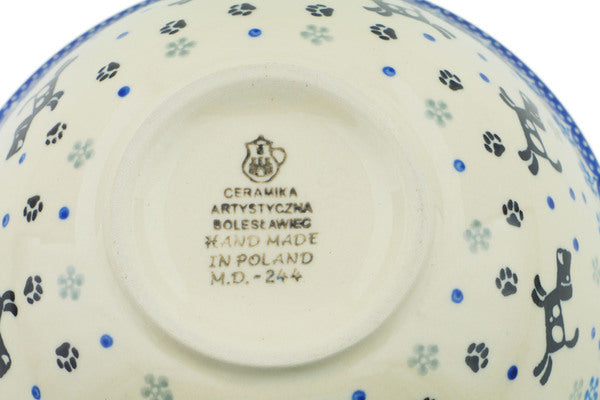 CERAMIKA
ARTYSTYCZNA
BOLESŁAWIEC
HAND MADE
IN POLAND
M.D.-244